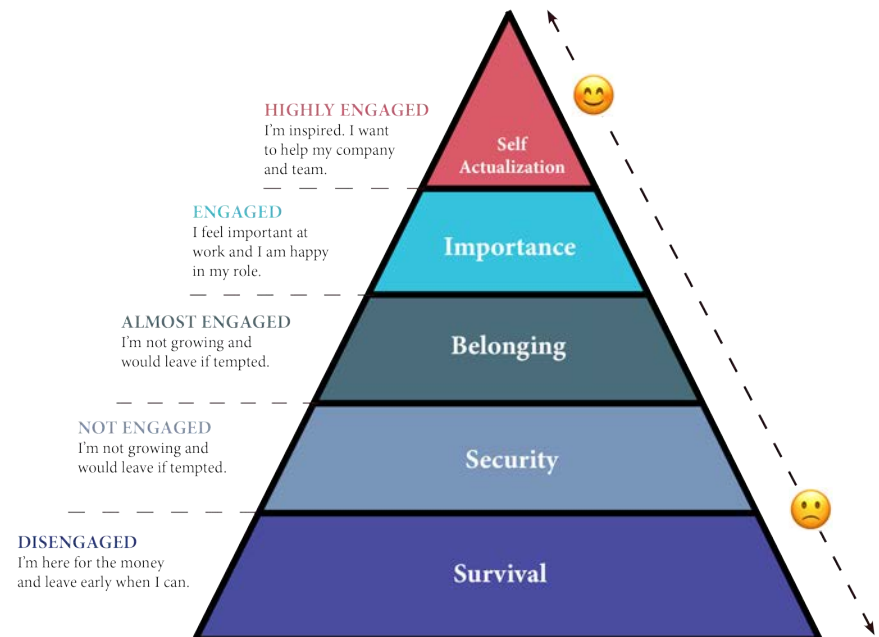 HIGHLY ENGAGED
I'm inspired. I want
to help my company
and team.
Self
Actualization
ENGAGED
I feel important at
work and I am happy
in my role.
Importance
ALMOST ENGAGED
I'm not growing and
would leave if tempted.
Belonging
NOT ENGAGED
I'm not growing and
would leave if tempted.
Security
DISENGAGED
I'm here for the money
and leave early when I can.
Survival